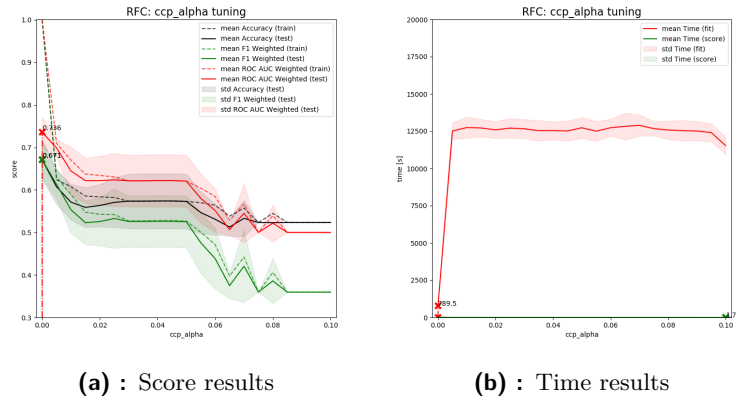 RFC: ccp_alpha tuning
mean Accuracy (train)
mean Accuracy (test)
mean F1 Weighted (train)
mean F1 Weighted (test)
mean ROC AUC Weighted (train)
mean ROC AUC Weighted (test)
std Accuracy (test)
std F1 Weighted (test)
std ROC AUC Weighted (test)
1.0
0.9
0.8
0.7
0.6
0.5
0.4
0.3
score
0.736
0.671
0.00
0.02
0.04
0.06
0.08
0.10
ccp_alpha
(a) : Score results
RFC: ccp_alpha tuning
mean Time (fit)
mean Time (score)
std Time (fit)
std Time (score)
20000
17500
15000
12500
10000
7500
5000
2500
0
time [s]
789.5
0.00
0.02
0.04
0.06
0.08
0.10
ccp_alpha
(b) : Time results